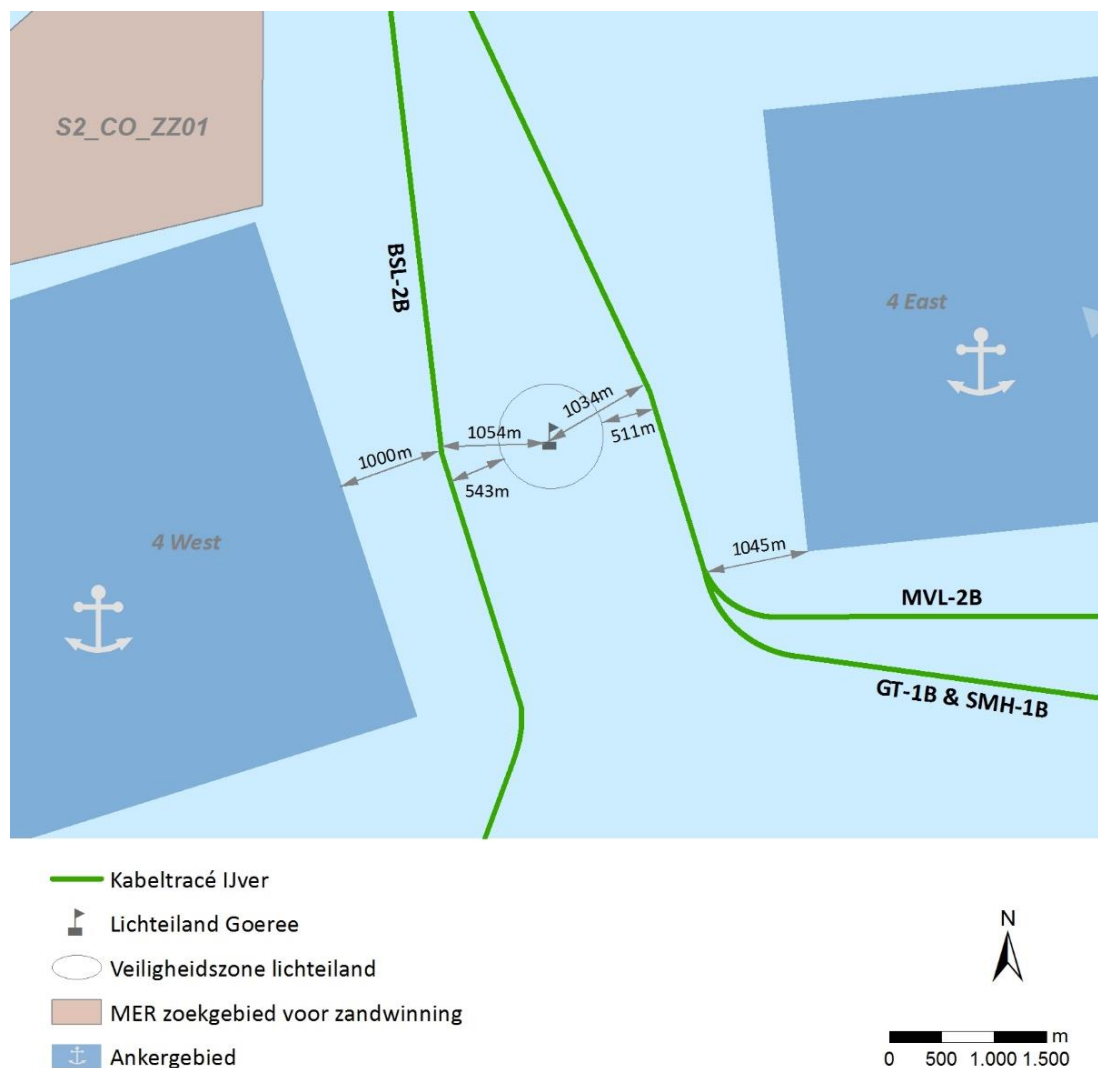 S2_CO_ZZ01
BSL-2B
4 East
1034m
1054m
511m
1000m
543m
4 West
1045m
MVL-2B
GT-1B & SMH-1B
Kabeltracé IJver
Lichteiland Goeree
Veiligheidszone lichteiland
MER zoekgebied voor zandwinning
Ankergebied
N
m
0 500 1.000 1.500